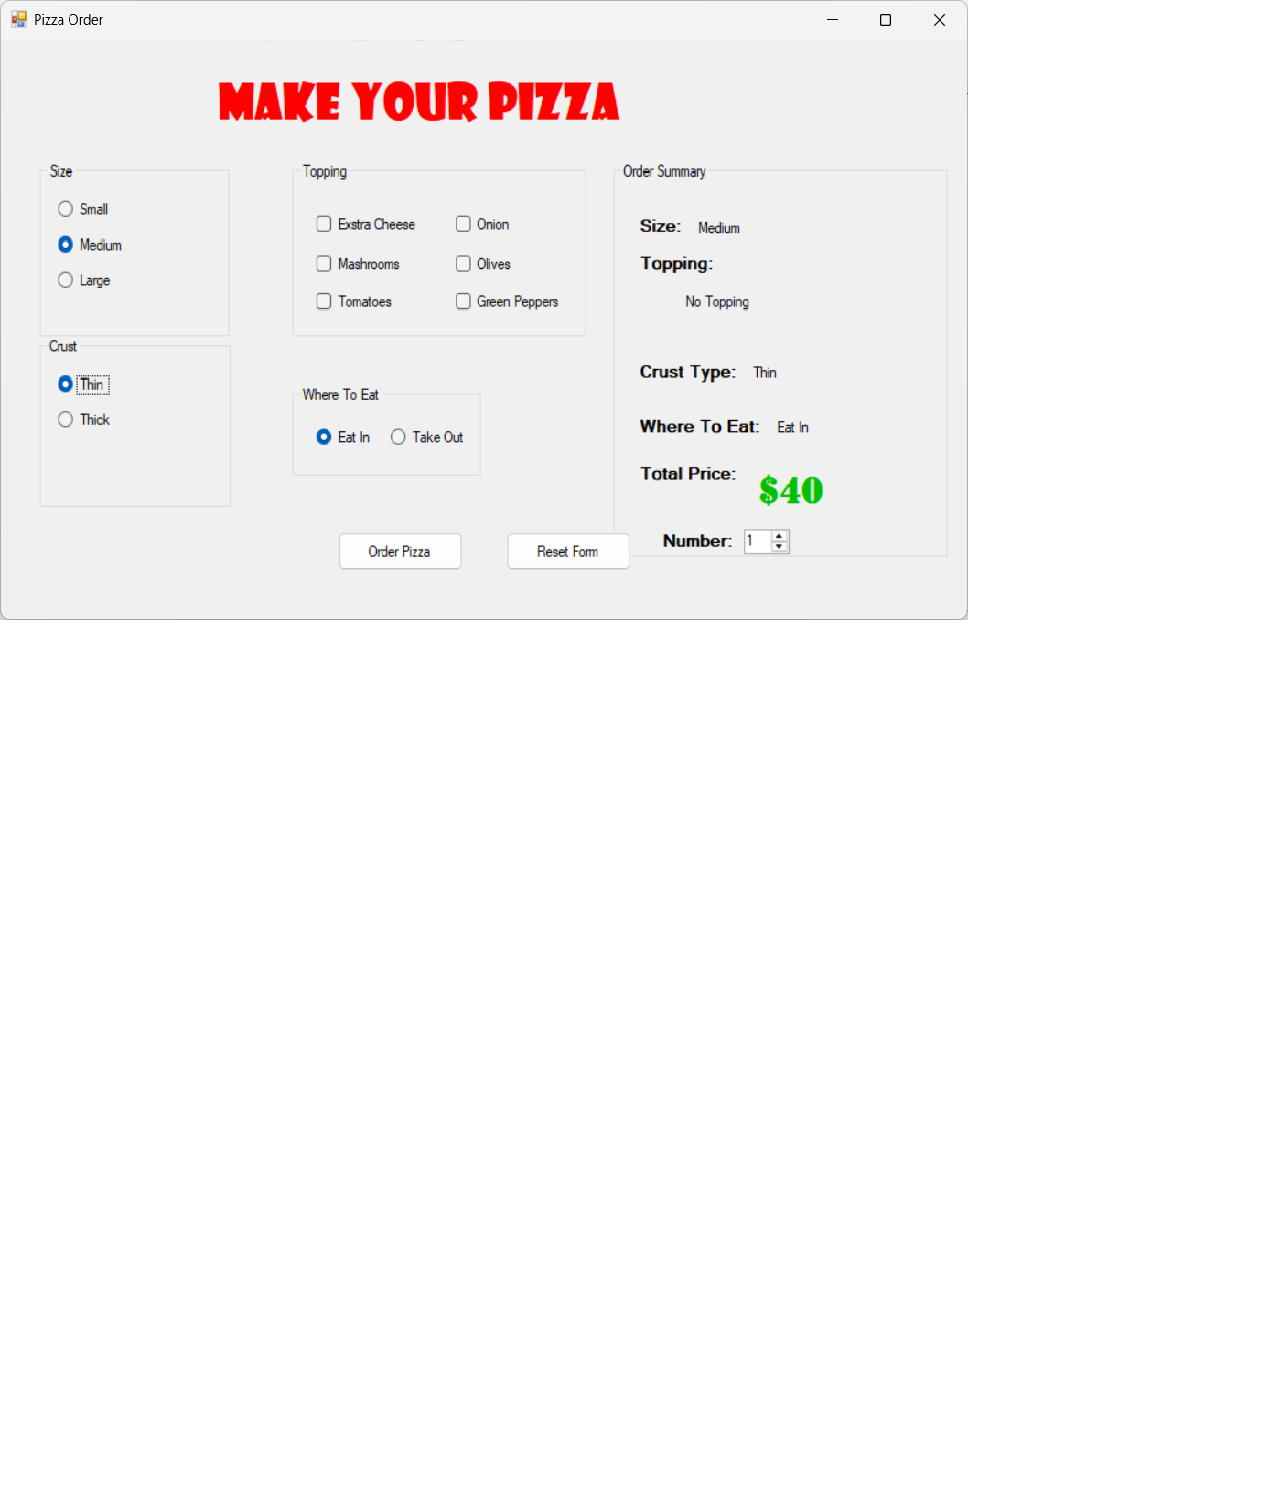 Pizza Order
MAKE YOUR PIZZA
Size
Small
Medium
Large
Crust
Thin
Thick
Topping
Exstra Cheese
Onion
Mashrooms
Olives
Tomatoes
Green Peppers
Where To Eat
Eat In
Take Out
Order Pizza
Reset Form
Order Summary
Size: Medium
Topping:
No Topping
Crust Type: Thin
Where To Eat: Eat In
Total Price: $40
Number: 1